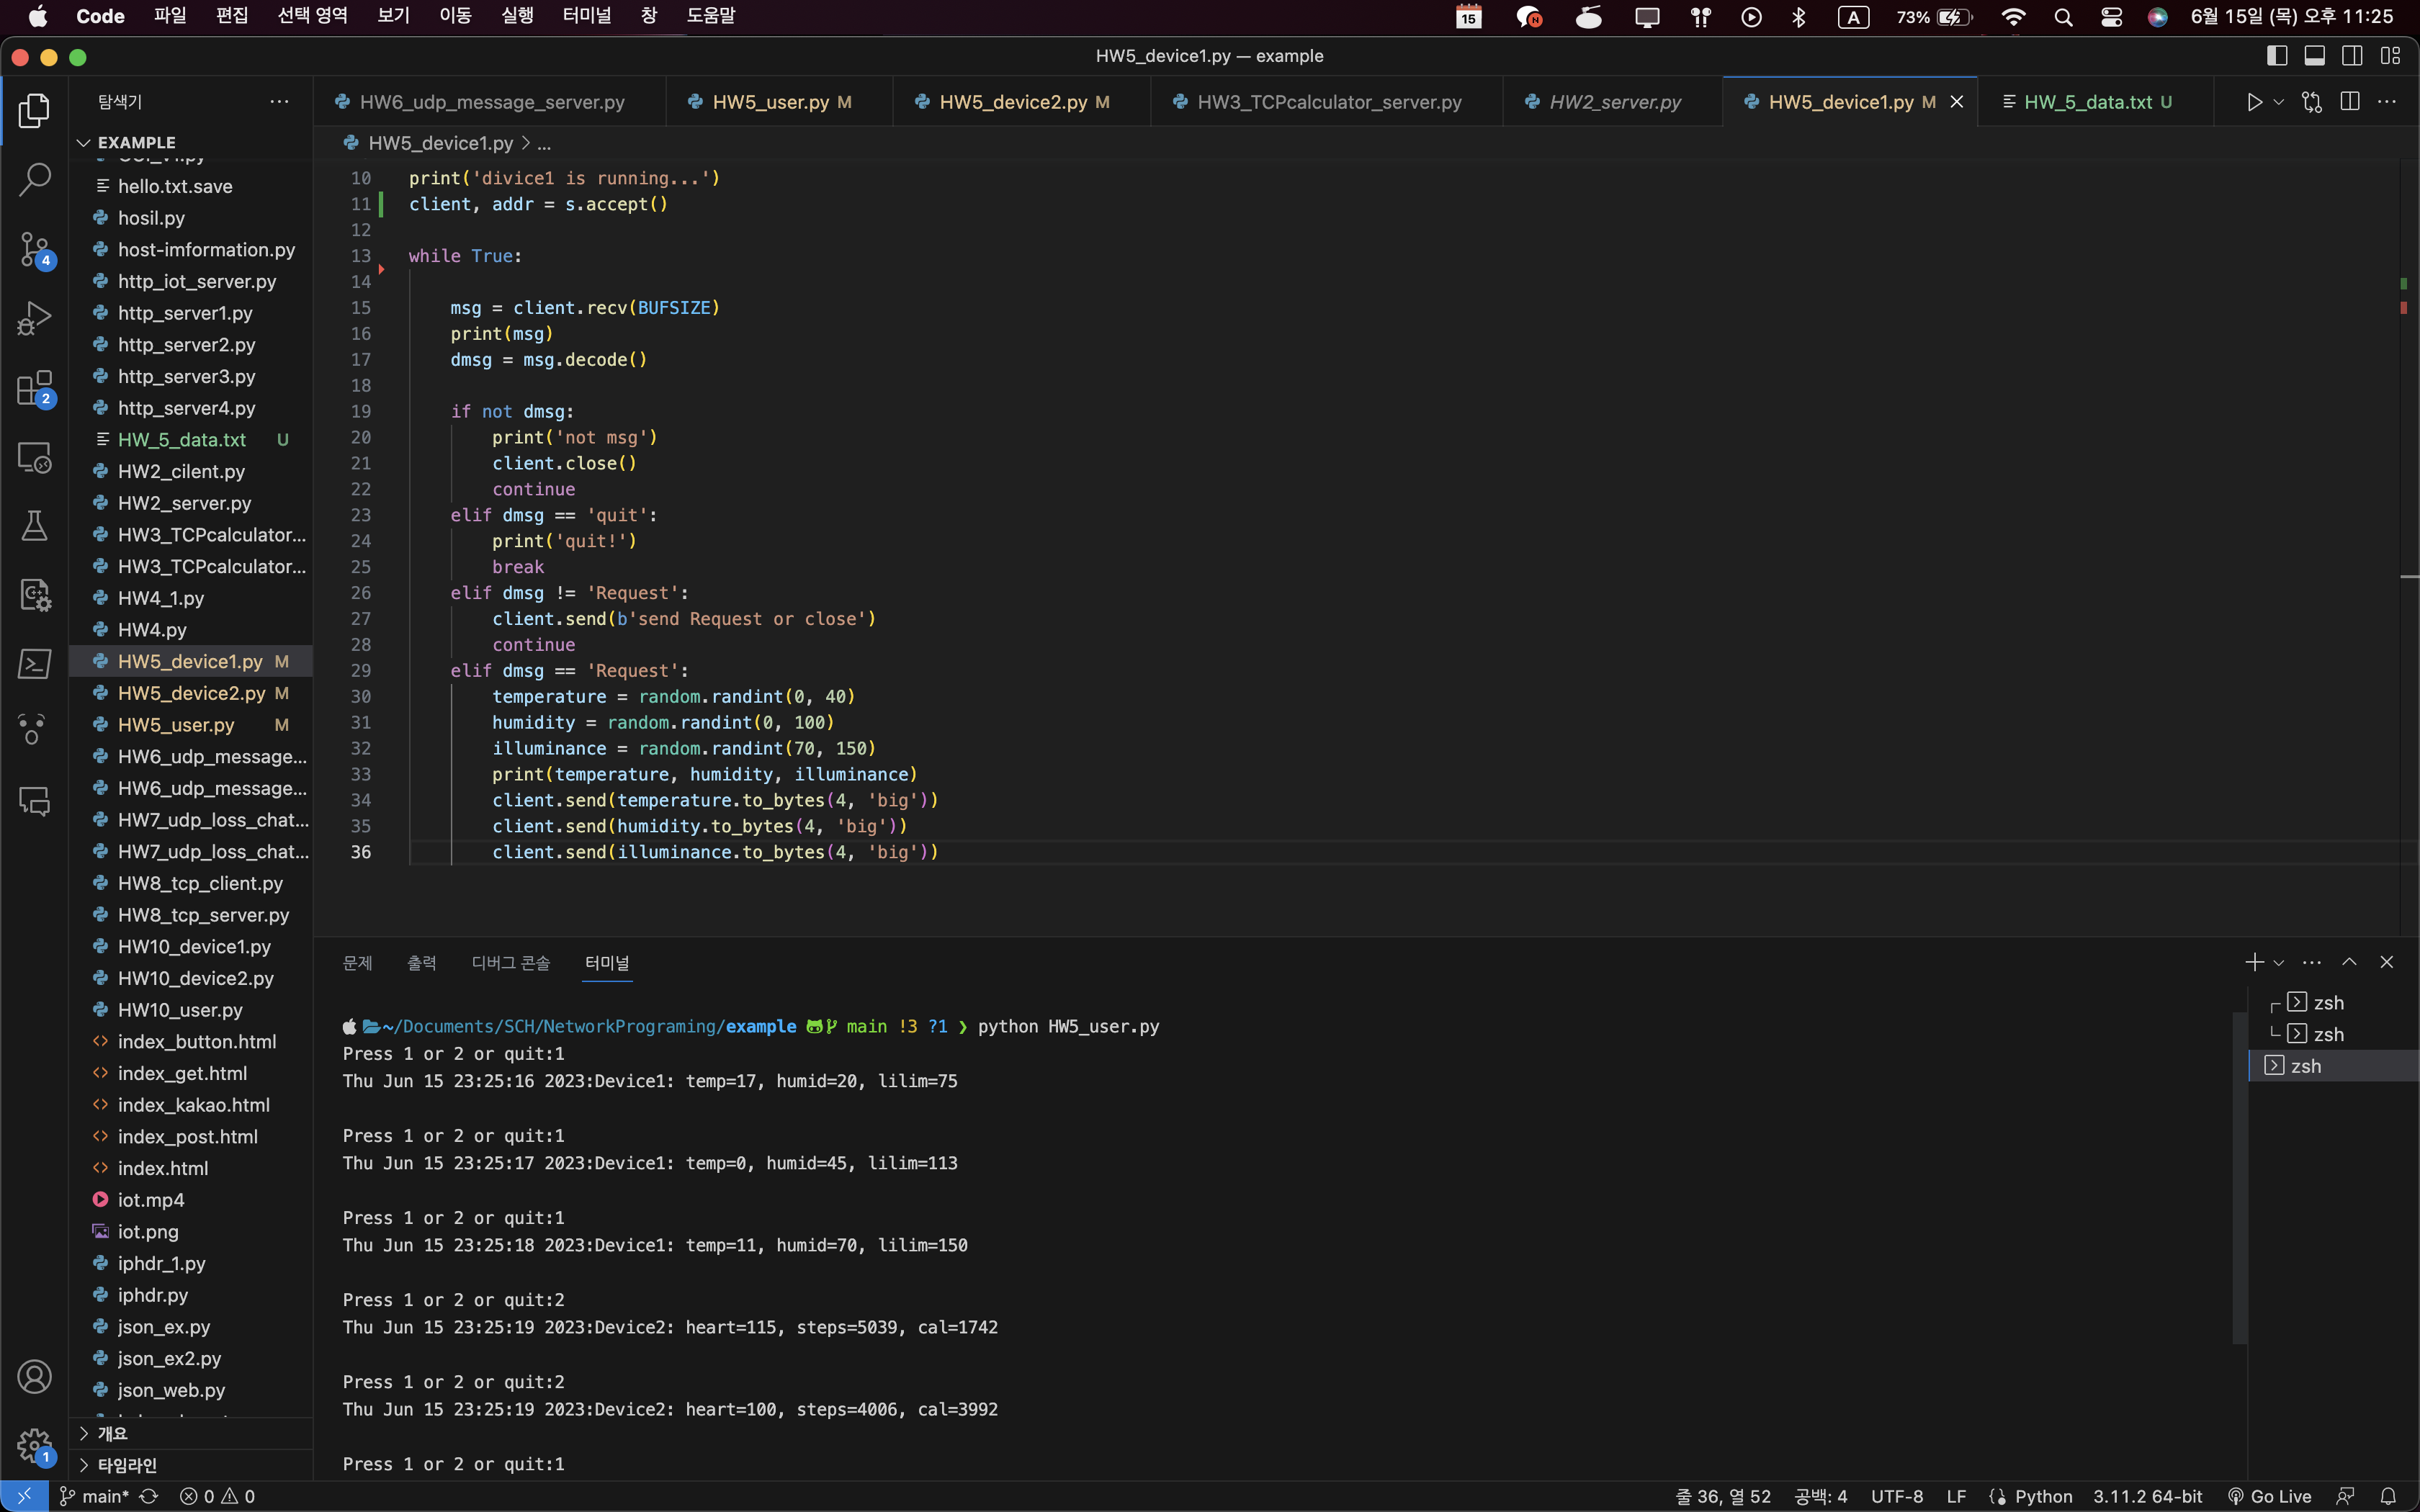 Code 파일 편집 선택 영역 보기 이동 실행 터미널 창 도움말 15 A 73% 6월 15일 (목) 오후 11:25
HW5_device1.py — example
탐색기
HW6_udp_message_server.py HW5_user.py M HW5_device2.py M HW3_TCPcalculator_server.py HW2_server.py HW5_device1.py M HW_5_data.txt U
HW5_device1.py > ...
EXAMPLE
hello.txt.save
hosil.py
host-imformation.py
http_iot_server.py
http_server1.py
http_server2.py
http_server3.py
http_server4.py
HW_5_data.txt U
HW2_cilent.py
HW2_server.py
HW3_TCPcalculator...
HW3_TCPcalculator...
HW4_1.py
HW4.py
HW5_device1.py M
HW5_device2.py M
HW5_user.py M
HW6_udp_message...
HW6_udp_message...
HW7_udp_loss_chat...
HW7_udp_loss_chat...
HW8_tcp_client.py
HW8_tcp_server.py
HW10_device1.py
HW10_device2.py
HW10_user.py
index_button.html
index_get.html
index_kakao.html
index_post.html
index.html
iot.mp4
iot.png
iphdr_1.py
iphdr.py
json_ex.py
json_ex2.py
json_web.py
개요
타임라인
4
2
1
10 print('divice1 is running...')
11 client, addr = s.accept()
12
13 while True:
14
15 msg = client.recv(BUFSIZE)
16 print(msg)
17 dmsg = msg.decode()
18
19 if not dmsg:
20 print('not msg')
21 client.close()
22 continue
23 elif dmsg == 'quit':
24 print('quit!')
25 break
26 elif dmsg != 'Request':
27 client.send(b'send Request or close')
28 continue
29 elif dmsg == 'Request':
30 temperature = random.randint(0, 40)
31 humidity = random.randint(0, 100)
32 illuminance = random.randint(70, 150)
33 print(temperature, humidity, illuminance)
34 client.send(temperature.to_bytes(4, 'big'))
35 client.send(humidity.to_bytes(4, 'big'))
36 client.send(illuminance.to_bytes(4, 'big'))
문제 출력 디버그 콘솔 터미널
~/Documents/SCH/NetworkPrograming/example main !3 ?1 ❯ python HW5_user.py
Press 1 or 2 or quit:1
Thu Jun 15 23:25:16 2023:Device1: temp=17, humid=20, lilim=75
Press 1 or 2 or quit:1
Thu Jun 15 23:25:17 2023:Device1: temp=0, humid=45, lilim=113
Press 1 or 2 or quit:1
Thu Jun 15 23:25:18 2023:Device1: temp=11, humid=70, lilim=150
Press 1 or 2 or quit:2
Thu Jun 15 23:25:19 2023:Device2: heart=115, steps=5039, cal=1742
Press 1 or 2 or quit:2
Thu Jun 15 23:25:19 2023:Device2: heart=100, steps=4006, cal=3992
Press 1 or 2 or quit:1
zsh
zsh
zsh
main* 0 0 줄 36, 열 52 공백: 4 UTF-8 LF Python 3.11.2 64-bit Go Live